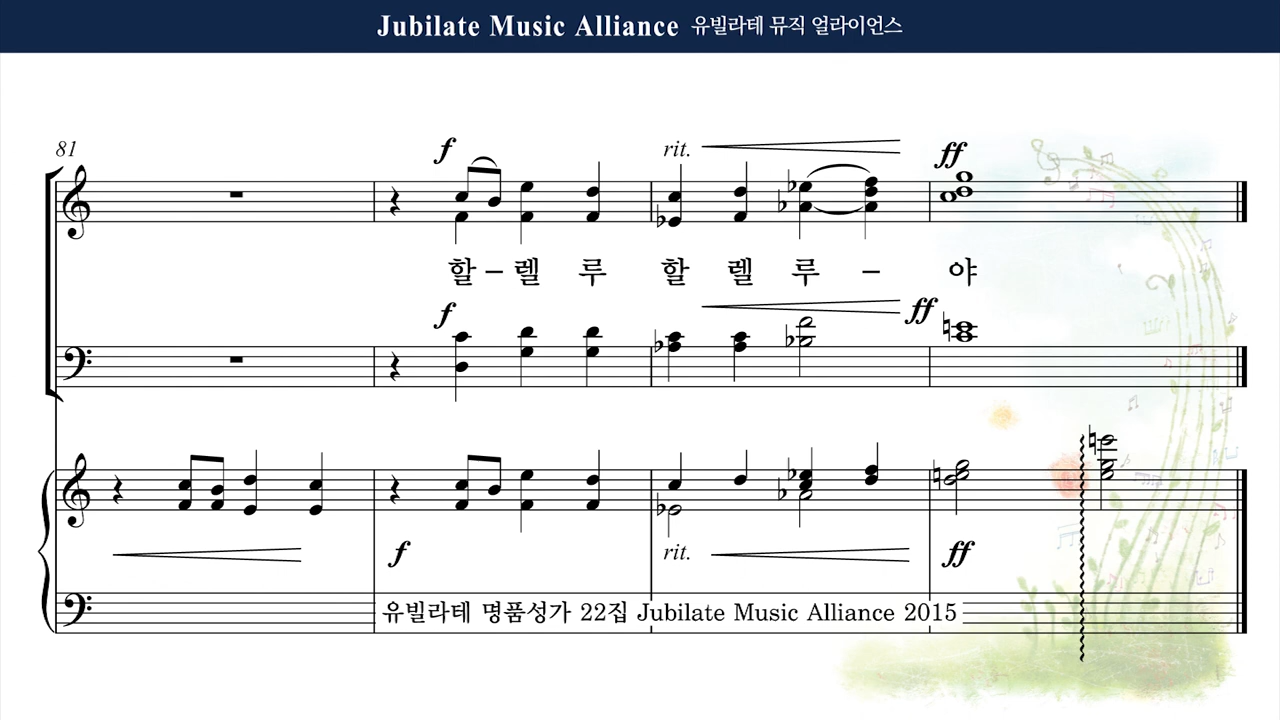 Jubilate Music Alliance 유빌라테 뮤직 얼라이언스
81
f rit. ff
할 – 렐 루 할 렐 루 – 야
f ff
f rit. ff
유빌라테 명품성가 22집 Jubilate Music Alliance 2015